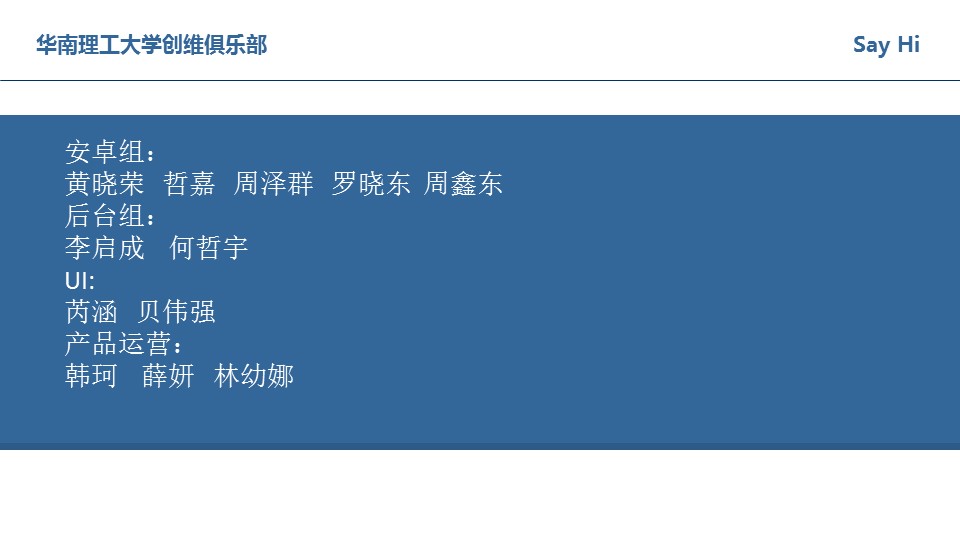 华南理工大学创维俱乐部
Say Hi
安卓组：
黄晓荣 哲嘉 周泽群 罗晓东 周鑫东
后台组：
李启成 何哲宇
UI:
芮涵 贝伟强
产品运营：
韩珂 薛妍 林幼娜